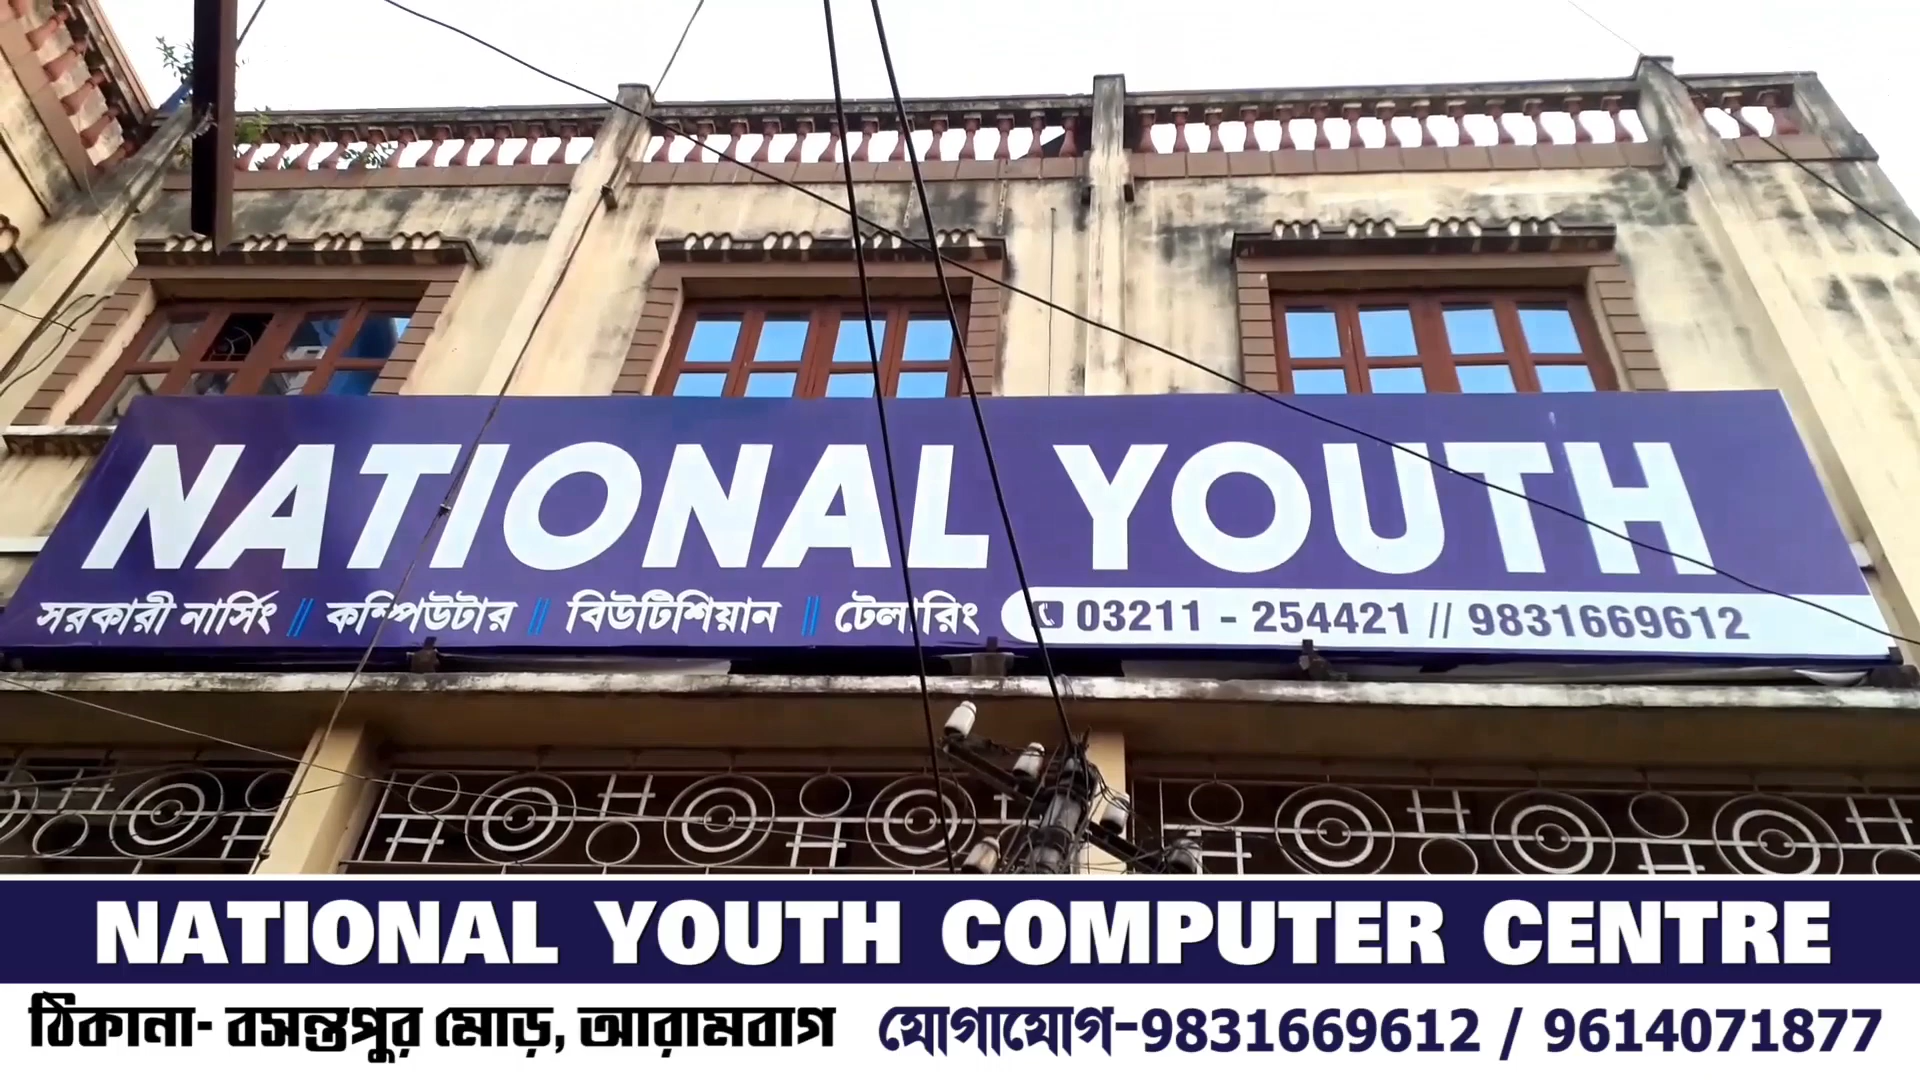 NATIONAL YOUTH
সরকারী নার্সিং // কম্পিউটার // বিউটিশিয়ান // টেলারিং 03211 - 254421 // 9831669612
NATIONAL YOUTH COMPUTER CENTRE
ঠিকানা- বসন্তপুর মোড়, আরামবাগ যোগাযোগ-9831669612 / 9614071877